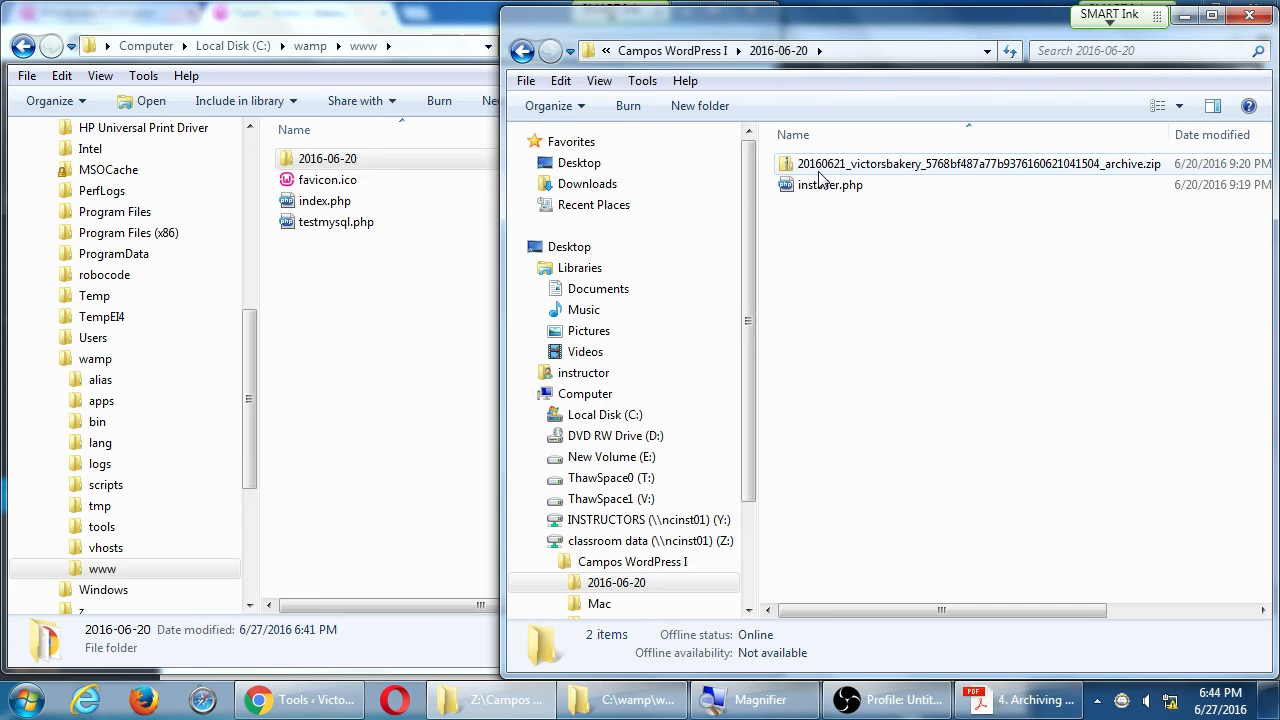 SMART Ink
Computer Local Disk (C:) wamp www
File Edit View Tools Help
Organize Open Include in library Share with Burn
HP Universal Print Driver
Intel
MSOCache
PerfLogs
Program Files
Program Files (x86)
ProgramData
robocode
Temp
TempEI4
Users
wamp
alias
apps
bin
lang
logs
scripts
tmp
tools
vhosts
www
Windows
Name
2016-06-20
favicon.ico
index.php
testmysql.php
2016-06-20 Date modified: 6/27/2016 6:41 PM
File folder
« Campos WordPress I 2016-06-20
Search 2016-06-20
File Edit View Tools Help
Organize Burn New folder
Favorites
Desktop
Downloads
Recent Places
Desktop
Libraries
Documents
Music
Pictures
Videos
instructor
Computer
Local Disk (C:)
DVD RW Drive (D:)
New Volume (E:)
ThawSpace0 (T:)
ThawSpace1 (V:)
INSTRUCTORS (\\ncinst01) (Y:)
classroom data (\\ncinst01) (Z:)
Campos WordPress I
2016-06-20
Mac
Name Date modified
20160621_victorsbakery_5768bf487a77b9376160621041504_archive.zip 6/20/2016 9:20 PM
installer.php 6/20/2016 9:19 PM
2 items Offline status: Online
Offline availability: Not available
Tools ‹ Victo...
Z:\Campos ...
C:\wamp\w...
Magnifier
Profile: Untit...
PDF
4. Archiving ...
6:44 PM
6/27/2016